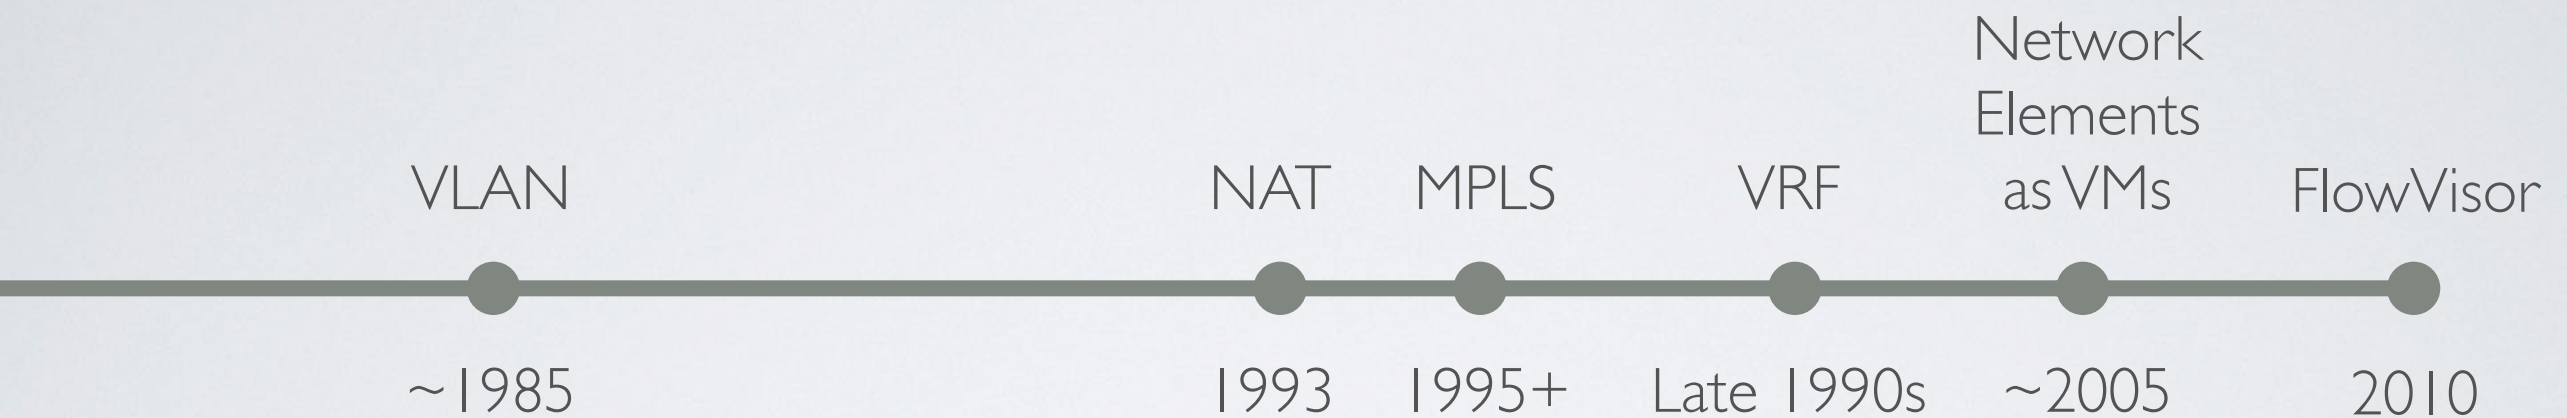 Network
Elements
VLAN NAT MPLS VRF as VMs FlowVisor
~1985 1993 1995+ Late 1990s ~2005 2010